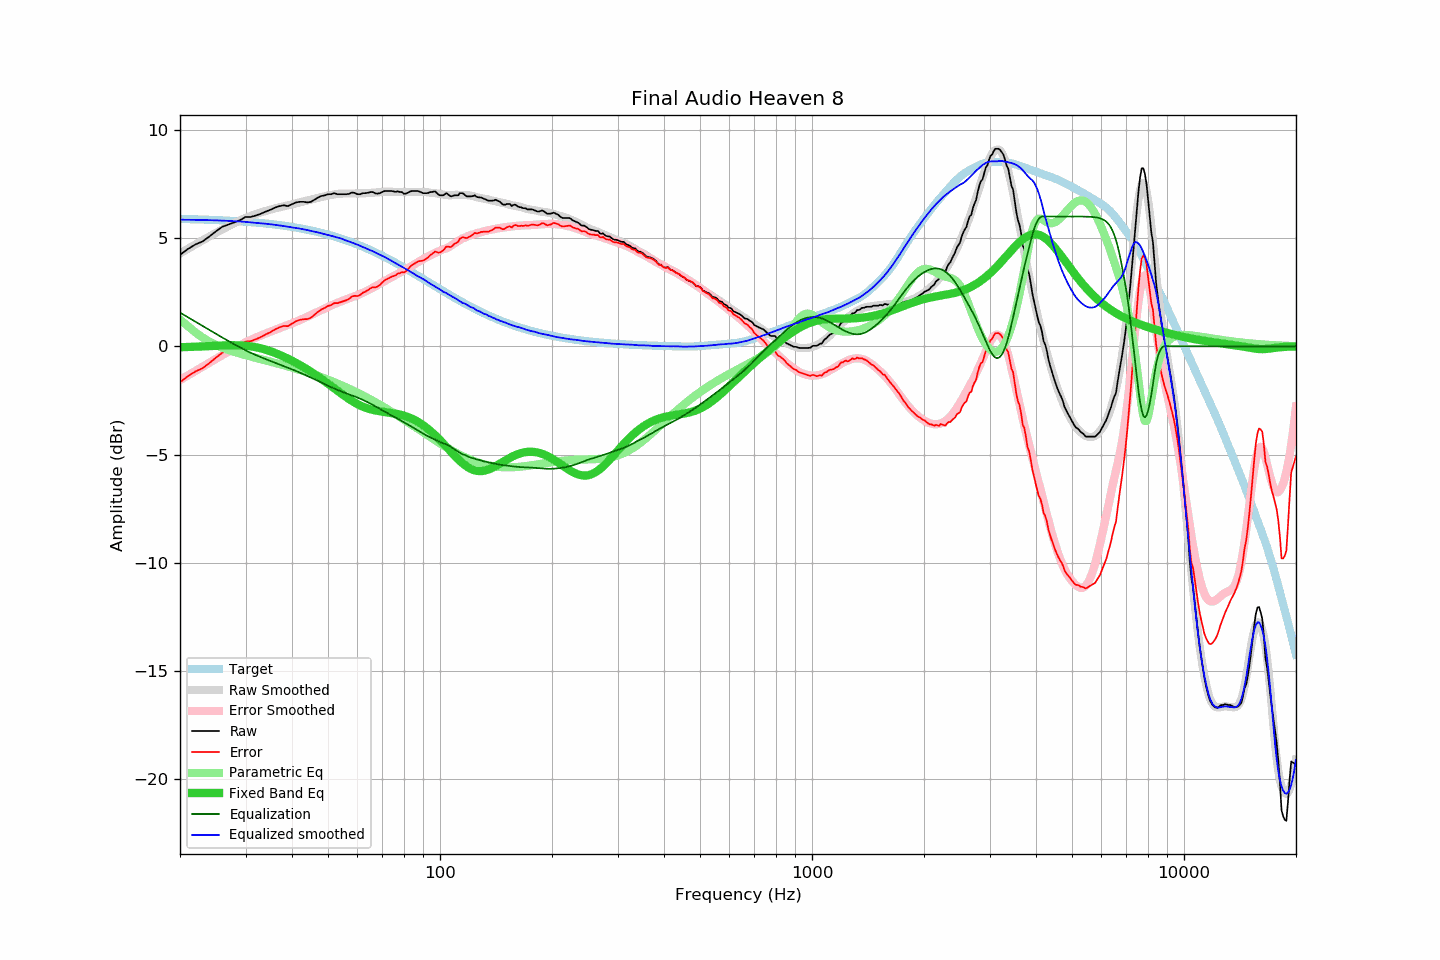 Final Audio Heaven 8
10
5
0
−5
−10
−15
−20
Amplitude (dBr)
Target
Raw Smoothed
Error Smoothed
Raw
Error
Parametric Eq
Fixed Band Eq
Equalization
Equalized smoothed
100
1000
10000
Frequency (Hz)